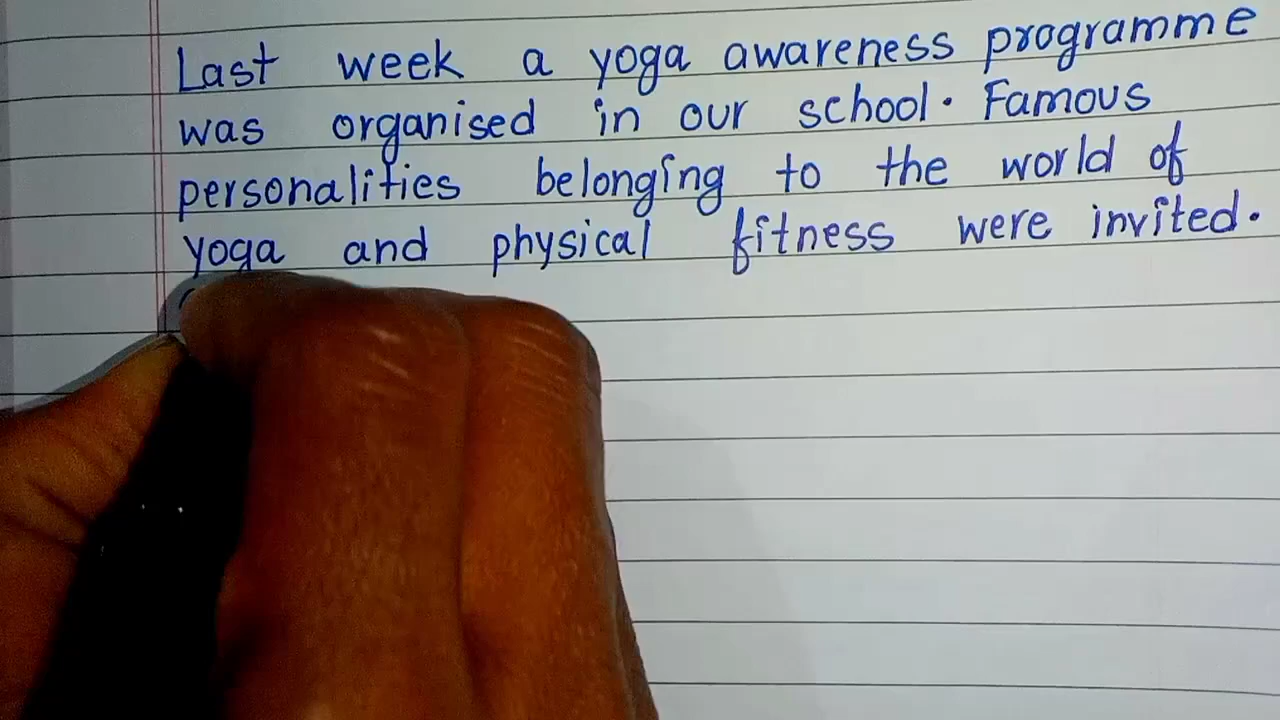 Last week a yoga awareness programme
was organised in our school. Famous
personalities belonging to the world of
yoga and physical fitness were invited.